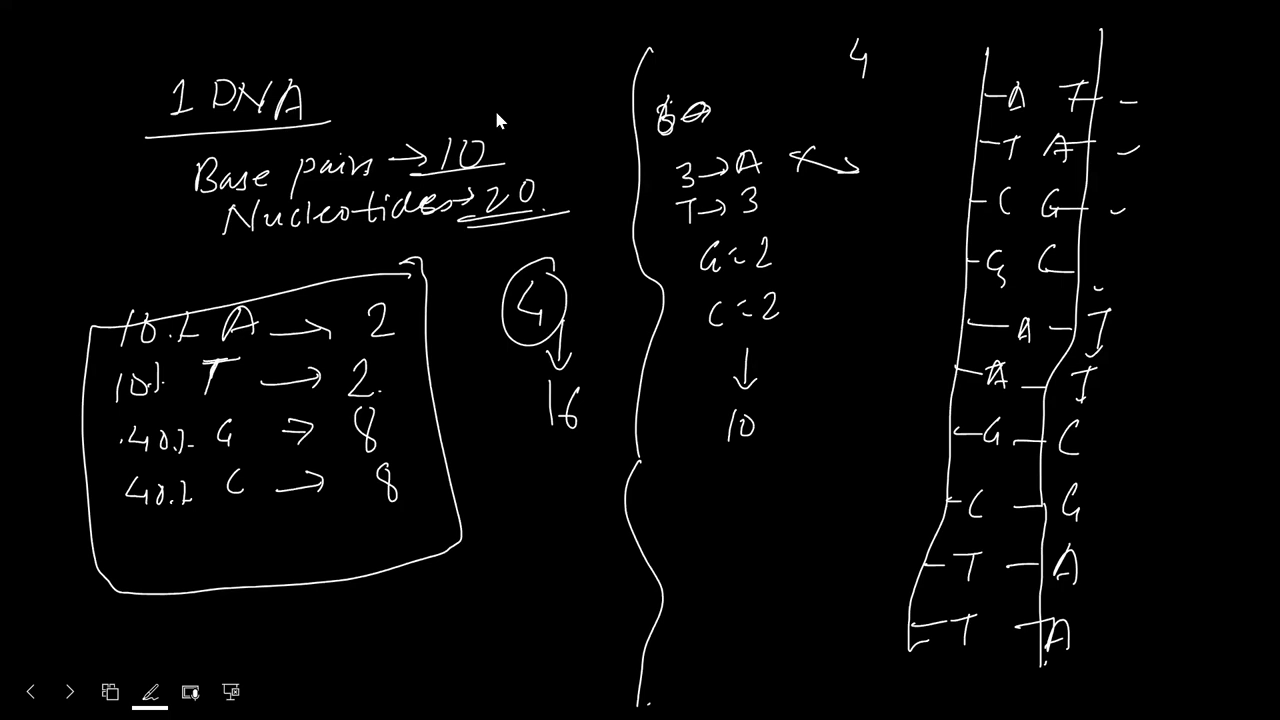 1 DNA
Base pairs → 10
Nucleotides → 20.
10.% A → 2
10% T → 2.
.40% G → 8
40.% C → 8
4
↓
16
3 → A
T → 3
G = 2
C = 2
↓
10
4
A T -
T A -
C G -
G C
A - T
A - T
G - C
C - G
T - A
T - A